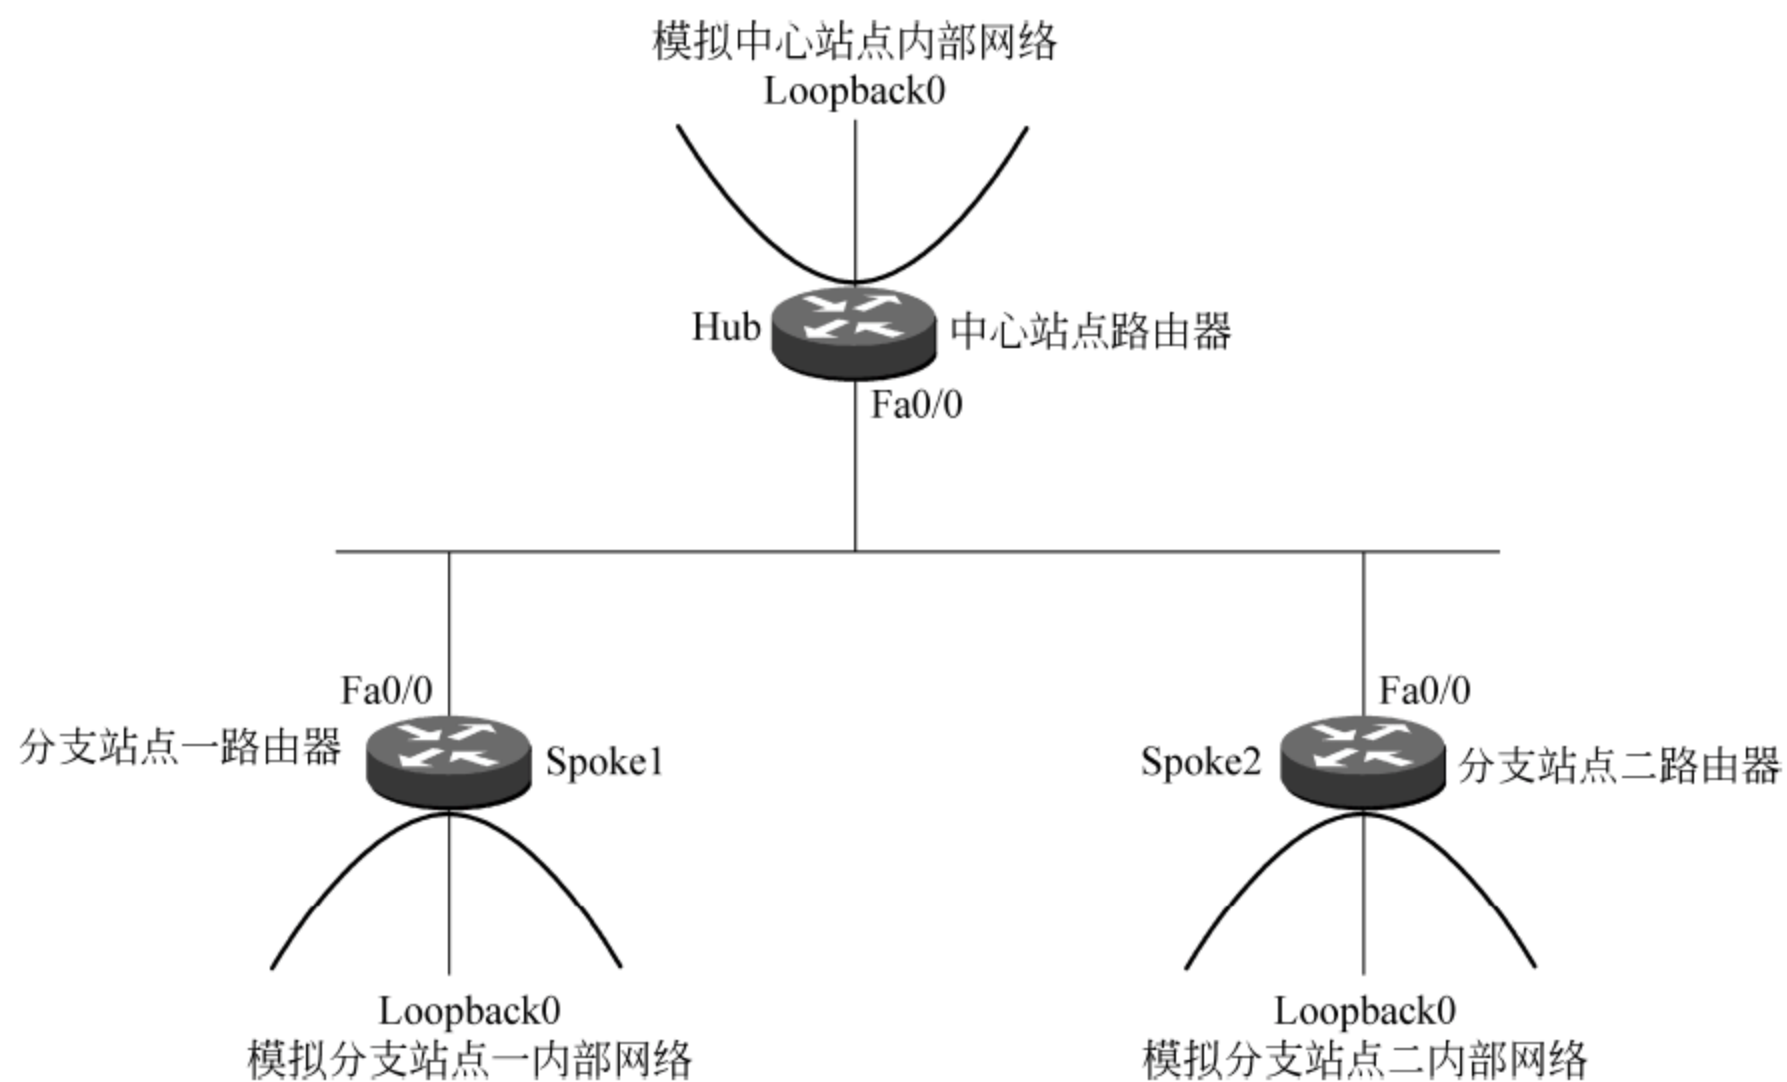 模拟中心站点内部网络
Loopback0
Hub
中心站点路由器
Fa0/0
Fa0/0
Fa0/0
分支站点一路由器
Spoke1
Spoke2
分支站点二路由器
Loopback0
Loopback0
模拟分支站点一内部网络
模拟分支站点二内部网络